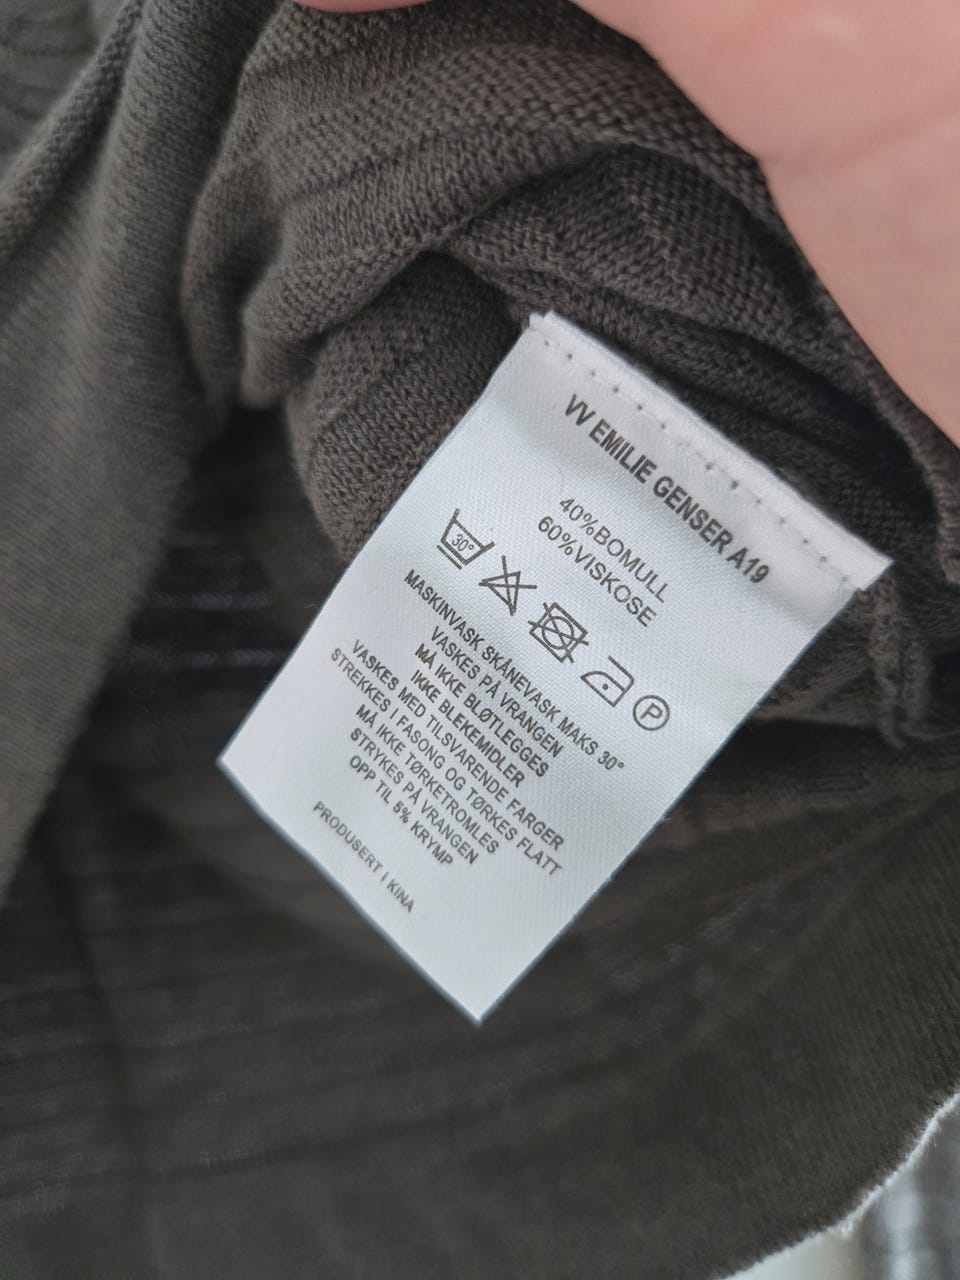 VV EMILIE GENSER A19
40%BOMULL
60%VISKOSE
30° P
MASKINVASK SKÅNEVASK MAKS 30°
VASKES PÅ VRANGEN
MÅ IKKE BLØTLEGGES
IKKE BLEKEMIDLER
VASKES MED TILSVARENDE FARGER
STREKKES I FASONG OG TØRKES FLATT
MÅ IKKE TØRKETROMLES
STRYKES PÅ VRANGEN
OPP TIL 5% KRYMP
PRODUSERT I KINA